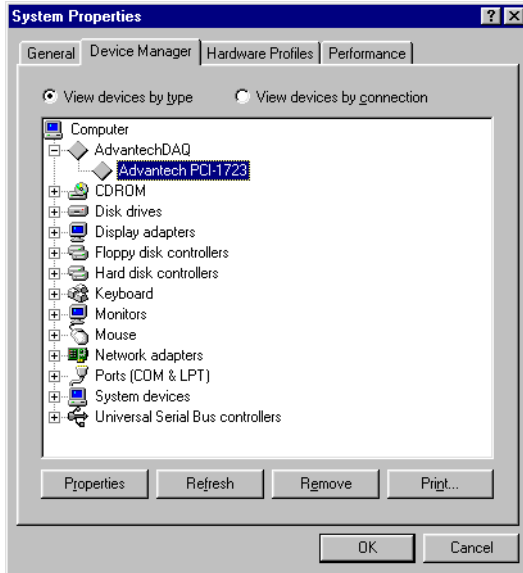 System Properties
General Device Manager Hardware Profiles Performance
View devices by type View devices by connection
Computer
AdvantechDAQ
Advantech PCI-1723
CDROM
Disk drives
Display adapters
Floppy disk controllers
Hard disk controllers
Keyboard
Monitors
Mouse
Network adapters
Ports (COM & LPT)
System devices
Universal Serial Bus controllers
Properties Refresh Remove Print...
OK Cancel